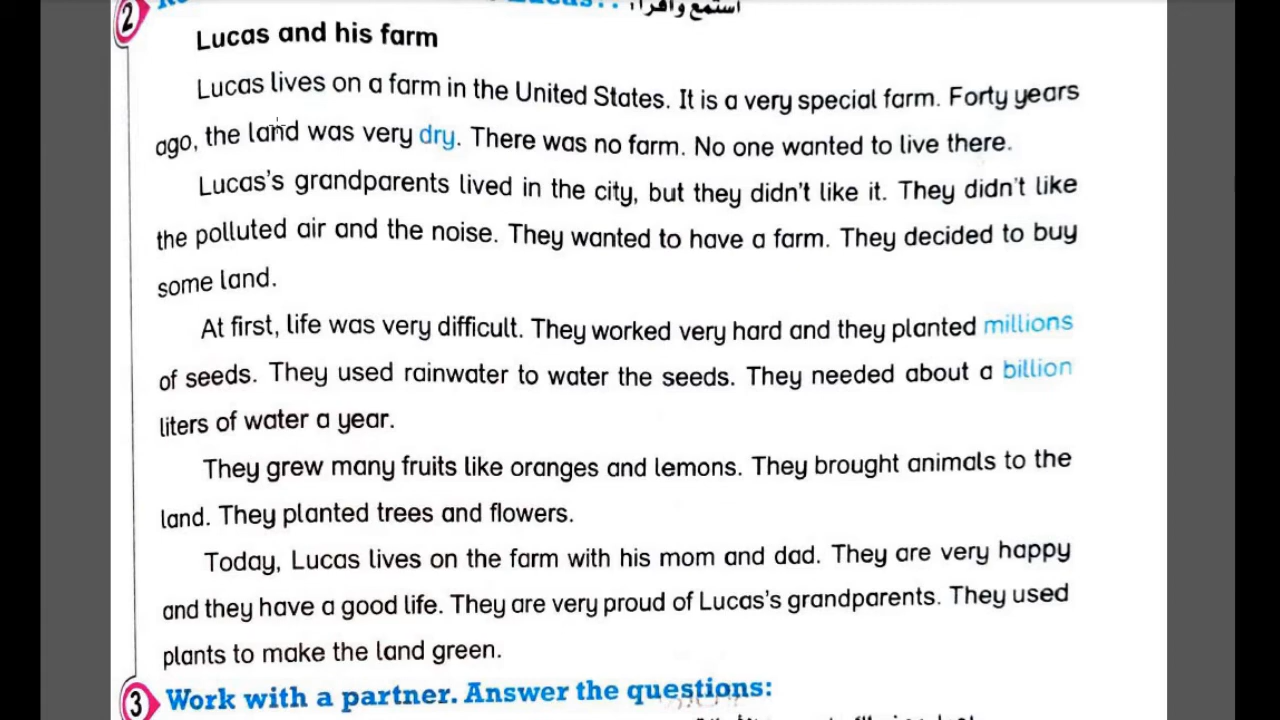 2
استمع واقرأ:
Lucas and his farm
Lucas lives on a farm in the United States. It is a very special farm. Forty years
ago, the land was very dry. There was no farm. No one wanted to live there.
Lucas's grandparents lived in the city, but they didn't like it. They didn't like
the polluted air and the noise. They wanted to have a farm. They decided to buy
some land.
At first, life was very difficult. They worked very hard and they planted millions
of seeds. They used rainwater to water the seeds. They needed about a billion
liters of water a year.
They grew many fruits like oranges and lemons. They brought animals to the
land. They planted trees and flowers.
Today, Lucas lives on the farm with his mom and dad. They are very happy
and they have a good life. They are very proud of Lucas's grandparents. They used
plants to make the land green.
3 Work with a partner. Answer the questions: